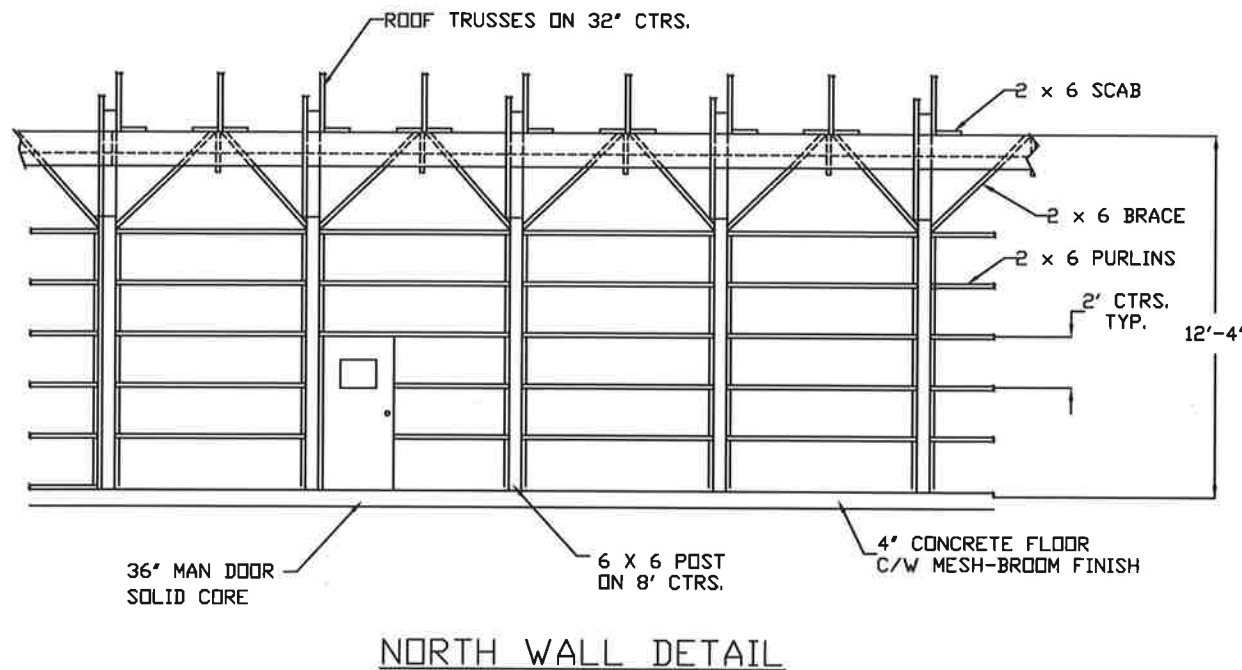 ROOF TRUSSES ON 32" CTRS.
2 x 6 SCAB
2 x 6 BRACE
2 x 6 PURLINS
2' CTRS.
TYP.
12'-4"
36" MAN DOOR
SOLID CORE
6 X 6 POST
ON 8' CTRS.
4" CONCRETE FLOOR
C/W MESH-BROOM FINISH
NORTH WALL DETAIL